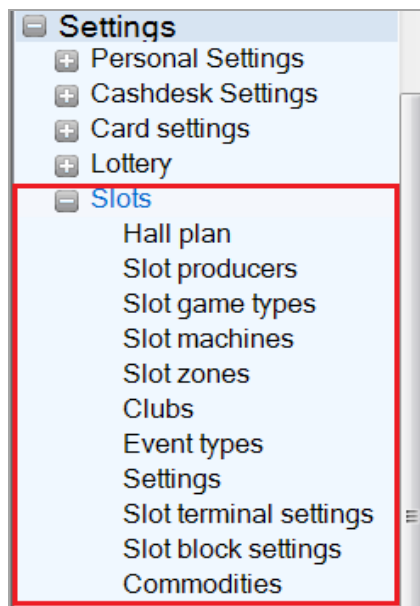 Settings
Personal Settings
Cashdesk Settings
Card settings
Lottery
Slots
Hall plan
Slot producers
Slot game types
Slot machines
Slot zones
Clubs
Event types
Settings
Slot terminal settings
Slot block settings
Commodities